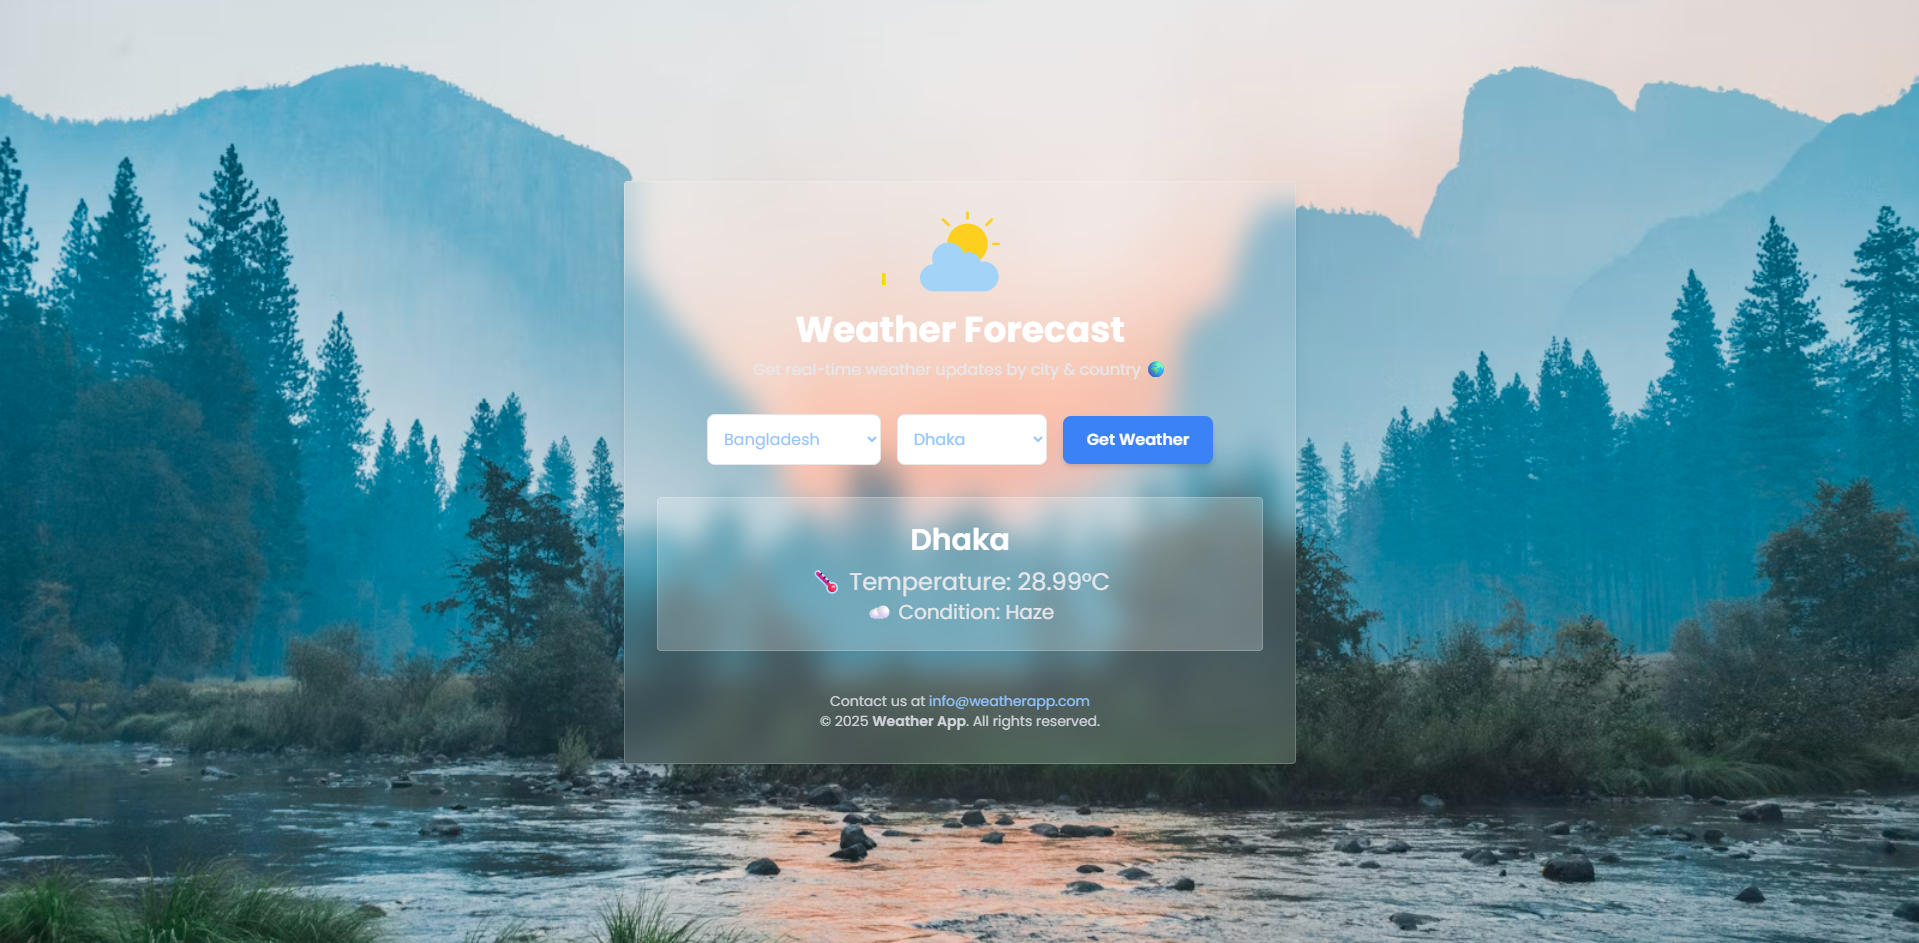 Weather Forecast
Get real-time weather updates by city & country 🌍
Bangladesh
Dhaka
Get Weather
Dhaka
🌡️ Temperature: 28.99°C
☁️ Condition: Haze
Contact us at info@weatherapp.com
© 2025 Weather App. All rights reserved.